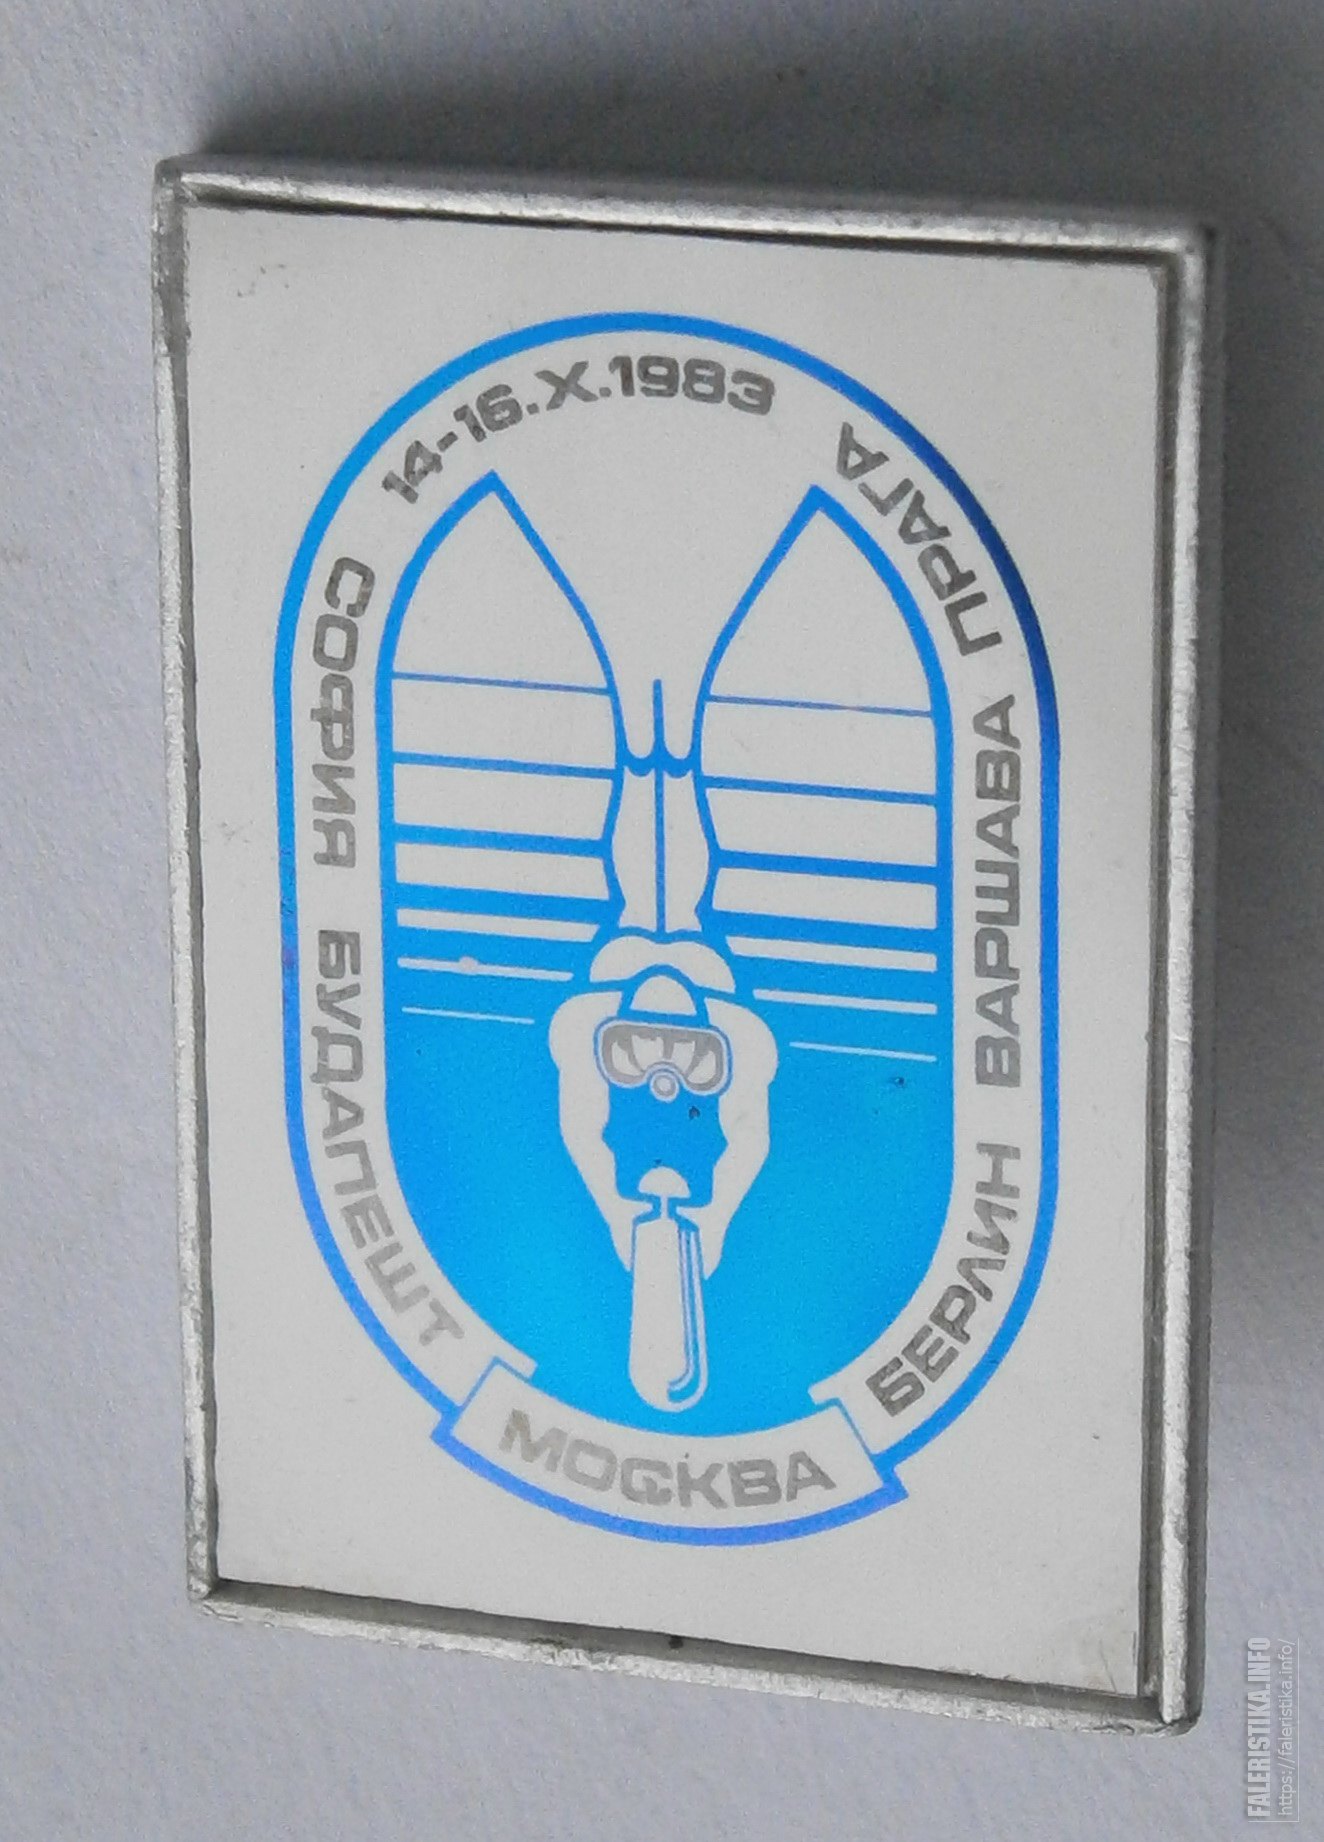 14-16.X.1983
СОФИЯ БУДАПЕШТ
МОСКВА
БЕРЛИН ВАРШАВА ПРАГА
FALERISTIKA.INFO
https://faleristika.info/